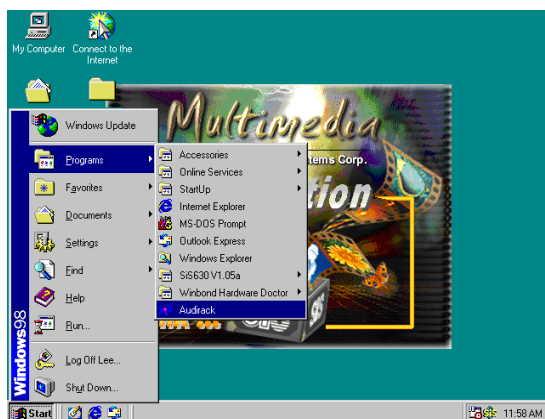 My Computer
Connect to the
Internet
Multimedia
tems Corp.
tion
Windows Update
Programs
Favorites
Documents
Settings
Find
Help
Run...
Log Off Lee...
Shut Down...
Windows98
Accessories
Online Services
StartUp
Internet Explorer
MS-DOS Prompt
Outlook Express
Windows Explorer
SiS630 V1.05a
Winbond Hardware Doctor
Audirack
Start
11:58 AM